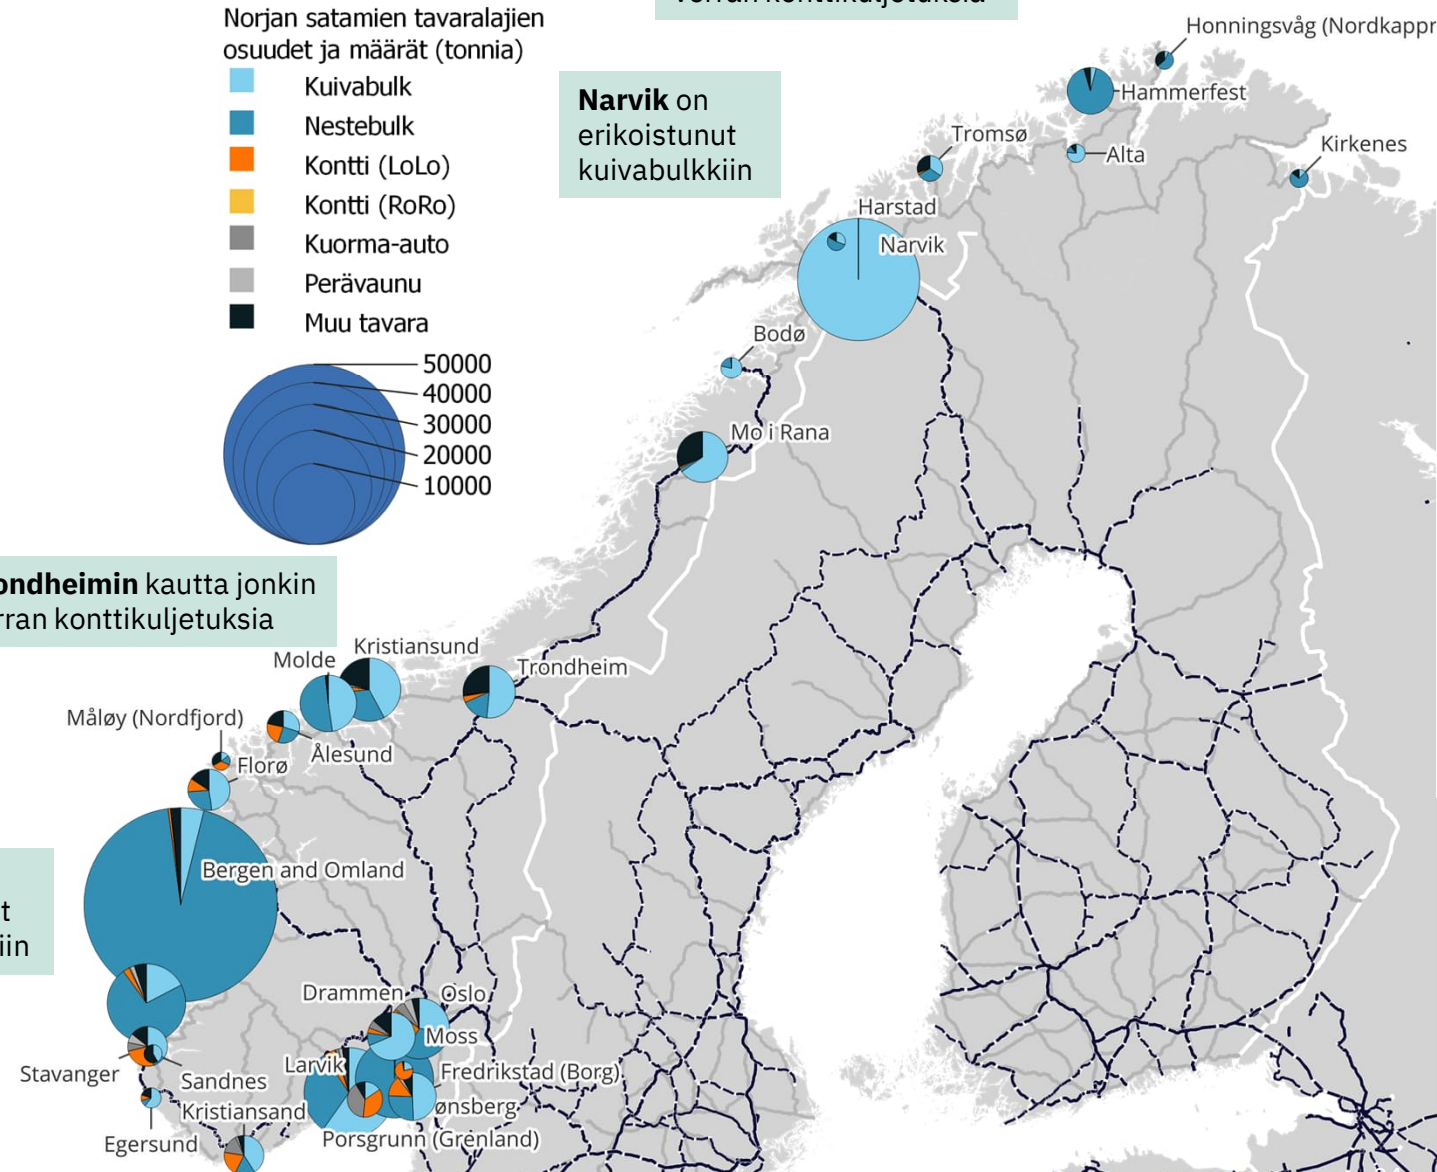 Norjan satamien tavaralajien
osuudet ja määrät (tonnia)
Kuivabulk
Nestebulk
Kontti (LoLo)
Kontti (RoRo)
Kuorma-auto
Perävaunu
Muu tavara
50000
40000
30000
20000
10000
konttikuljetuksia
Narvik on
erikoistunut
kuivabulkkiin
Honningsvåg (Nordkapp
Hammerfest
Tromsø
Alta
Kirkenes
Harstad
Narvik
Bodø
Mo i Rana
ondheimin kautta jonkin
rran konttikuljetuksia
Kristiansund
Molde
Trondheim
Måløy (Nordfjord)
Ålesund
Florø
Bergen and Omland
t
iin
Drammen
Oslo
Moss
Larvik
Fredrikstad (Borg)
Stavanger
Sandnes
ønsberg
Kristiansand
Egersund
Porsgrunn (Grenland)